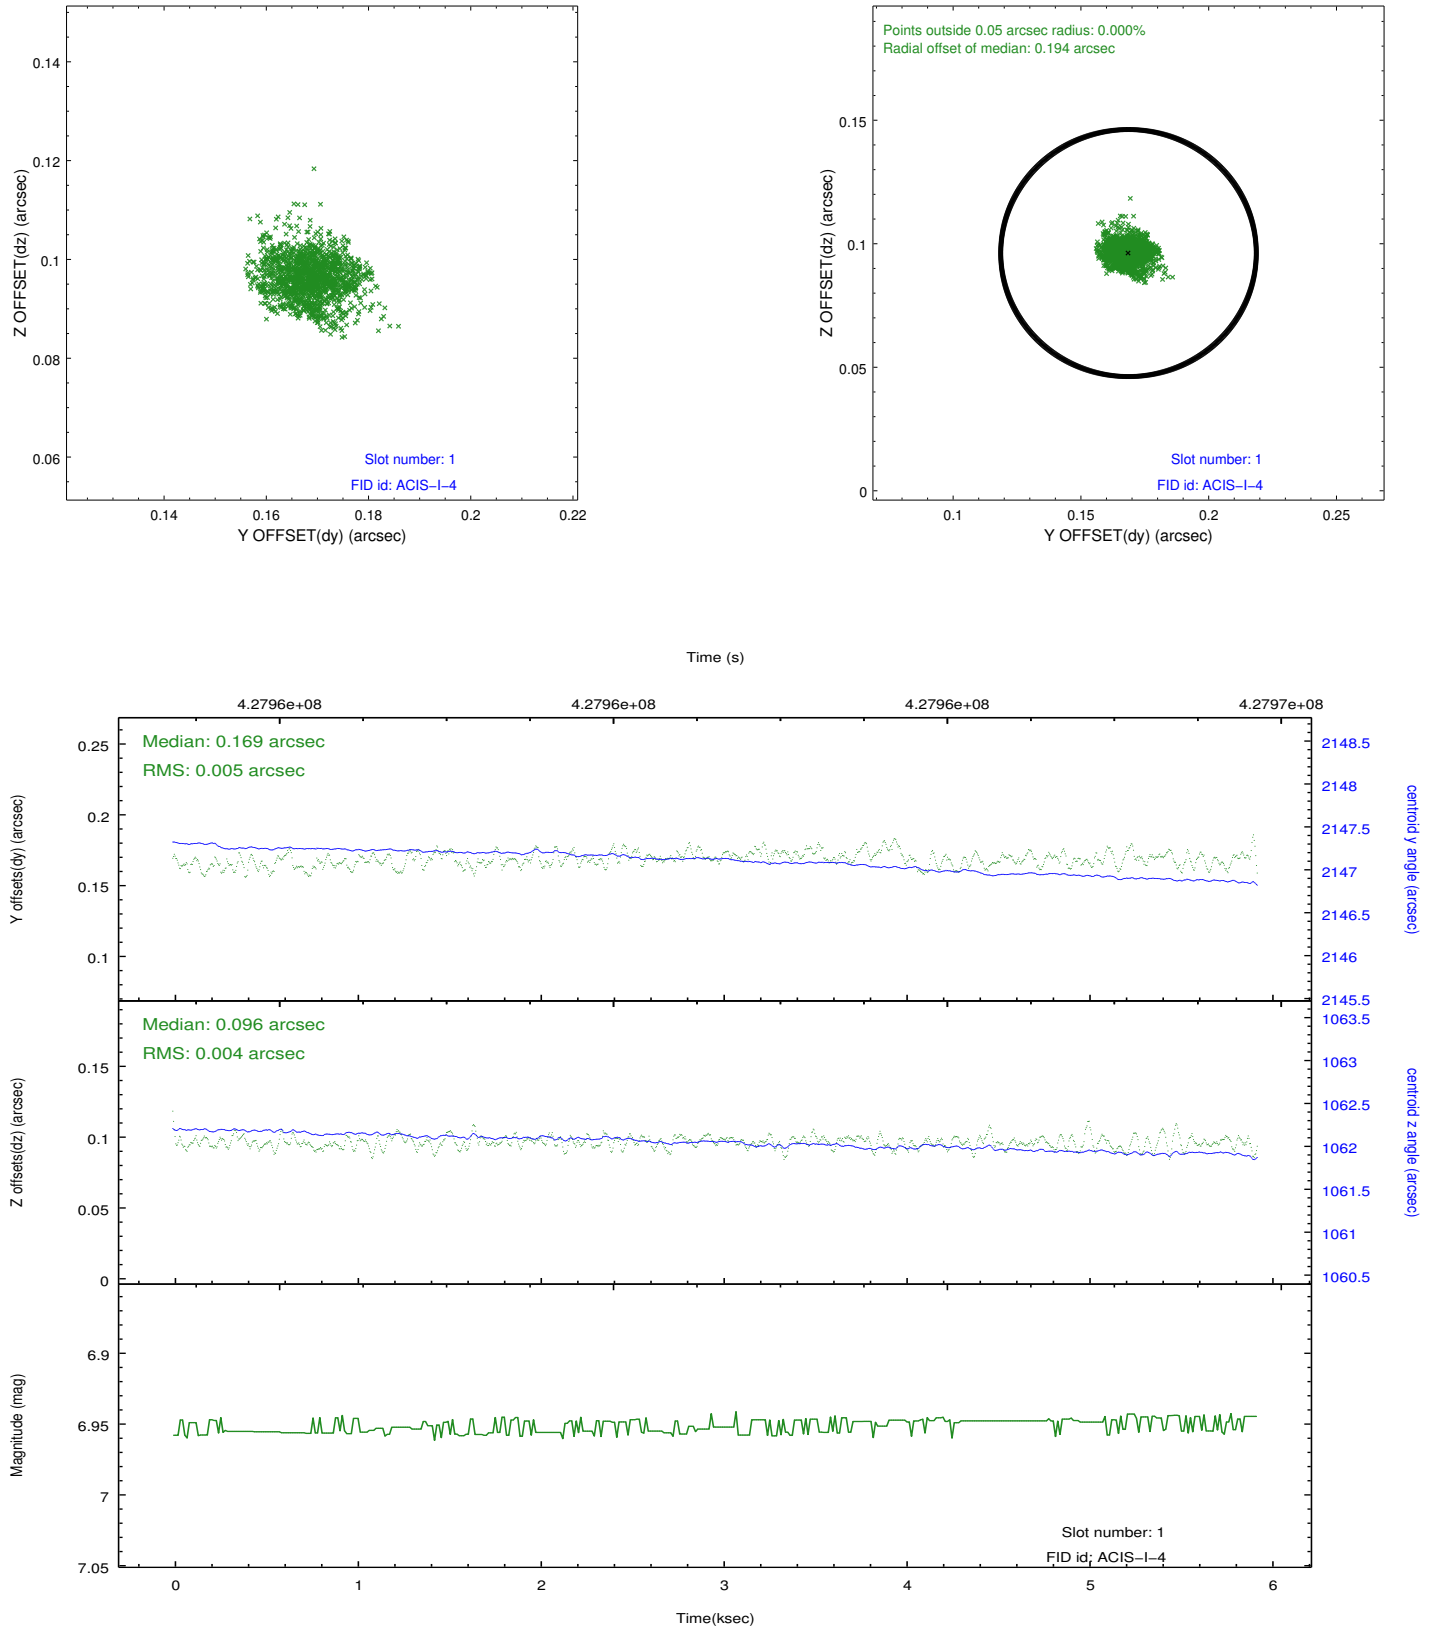 0.14
0.12
0.1
0.08
0.06
Z OFFSET(dz) (arcsec)
Slot number: 1
FID id: ACIS−I−4
0.14 0.16 0.18 0.2 0.22
Y OFFSET(dy) (arcsec)
Points outside 0.05 arcsec radius: 0.000%
Radial offset of median: 0.194 arcsec
0.15
0.1
0.05
0
Z OFFSET(dz) (arcsec)
Slot number: 1
FID id: ACIS−I−4
0.1 0.15 0.2 0.25
Y OFFSET(dy) (arcsec)
Time (s)
4.2796e+08 4.2796e+08 4.2796e+08 4.2797e+08
Median: 0.169 arcsec
RMS: 0.005 arcsec
0.25
0.2
0.15
0.1
Y offsets(dy) (arcsec)
2148.5
2148
2147.5
2147
2146.5
2146
2145.5
centroid y angle (arcsec)
Median: 0.096 arcsec
RMS: 0.004 arcsec
0.15
0.1
0.05
0
Z offsets(dz) (arcsec)
1063.5
1063
1062.5
1062
1061.5
1061
1060.5
centroid z angle (arcsec)
6.9
6.95
7
7.05
Magnitude (mag)
Slot number: 1
FID id: ACIS−I−4
0 1 2 3 4 5 6
Time(ksec)